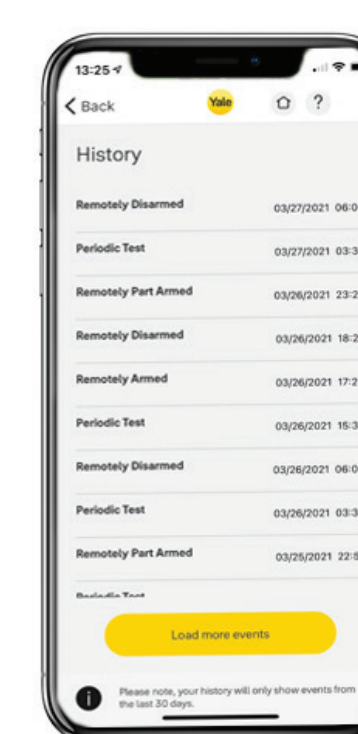 13:25
Back
Yale
?
History
Remotely Disarmed 03/27/2021 06:0
Periodic Test 03/27/2021 03:3
Remotely Part Armed 03/26/2021 23:2
Remotely Disarmed 03/26/2021 18:2
Remotely Armed 03/26/2021 17:2
Periodic Test 03/26/2021 15:3
Remotely Disarmed 03/26/2021 06:0
Periodic Test 03/26/2021 03:3
Remotely Part Armed 03/25/2021 22:5
Periodic Test
Load more events
i
Please note, your history will only show events from
the last 30 days.